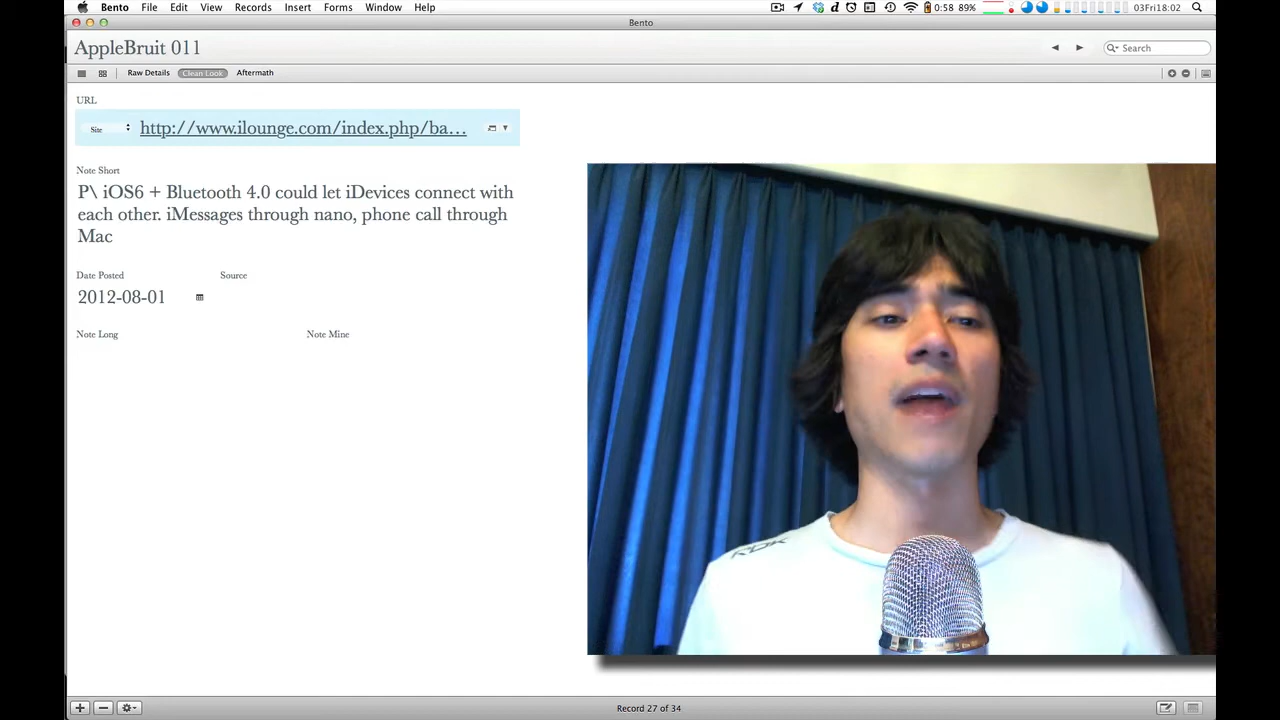 Bento File Edit View Records Insert Forms Window Help 0:58 89% 03Fri18:02
Bento
AppleBruit 011
Search
Raw Details Clean Look Aftermath
URL
Site : http://www.ilounge.com/index.php/ba...
Note Short
P\ iOS6 + Bluetooth 4.0 could let iDevices connect with
each other. iMessages through nano, phone call through
Mac
Date Posted Source
2012-08-01
Note Long Note Mine
Record 27 of 34